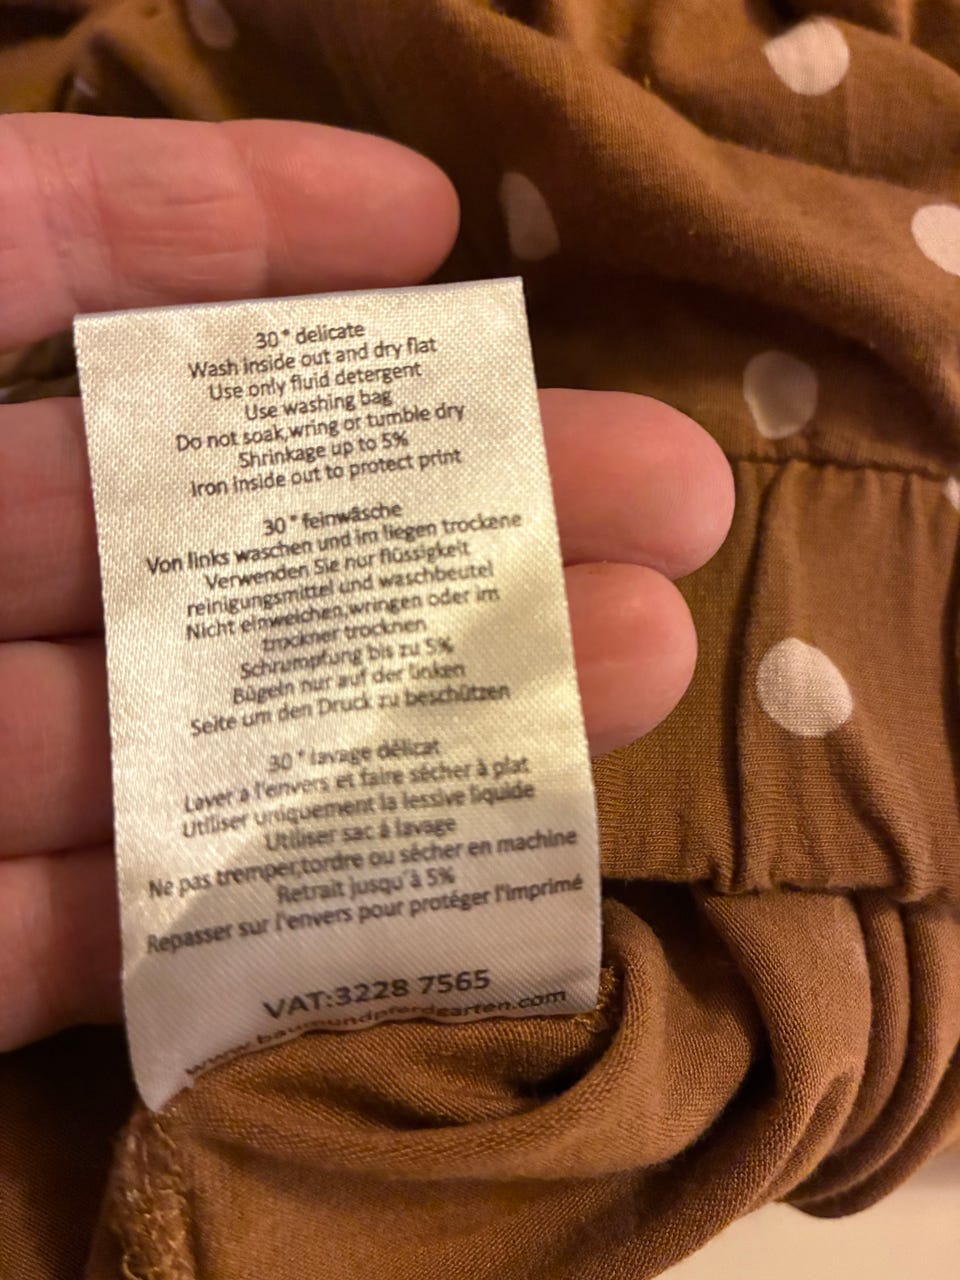 30° delicate
Wash inside out and dry flat
Use only fluid detergent
Use washing bag
Do not soak,wring or tumble dry
Shrinkage up to 5%
Iron inside out to protect print
30° feinwäsche
Von links waschen und im liegen trockene
Verwenden Sie nur flüssigkeit
reinigungsmittel und waschbeutel
Nicht einweichen,wringen oder im
trockner trocknen
Schrumpfung bis zu 5%
Bügeln nur auf der linken
Seite um den Druck zu beschützen
30° lavage délicat
Laver à l'envers et faire sécher à plat
Utiliser uniquement la lessive liquide
Utiliser sac à lavage
Ne pas tremper,tordre ou sécher en machine
Retrait jusqu'à 5%
Repasser sur l'envers pour protéger l'imprimé
VAT:3228 7565
www.baumundpferdgarten.com